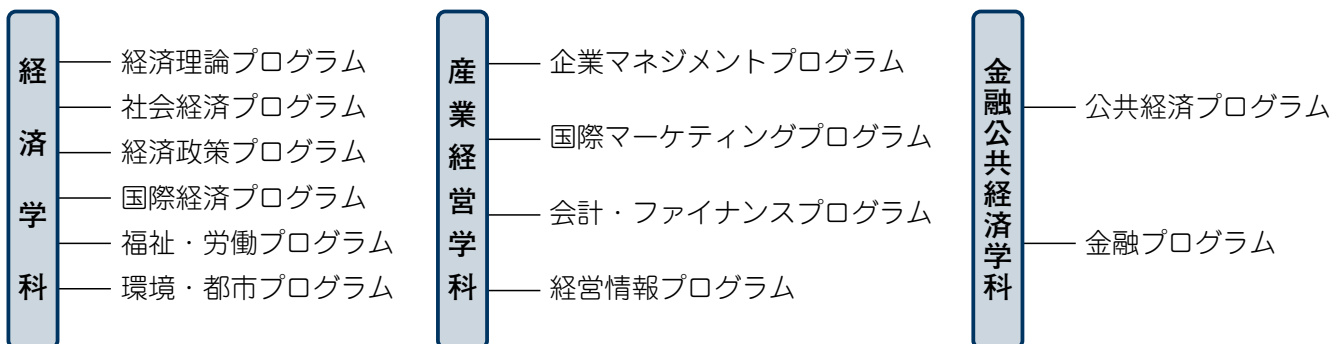 経済学科
経済理論プログラム
社会経済プログラム
経済政策プログラム
国際経済プログラム
福祉・労働プログラム
環境・都市プログラム
産業経営学科
企業マネジメントプログラム
国際マーケティングプログラム
会計・ファイナンスプログラム
経営情報プログラム
金融公共経済学科
公共経済プログラム
金融プログラム